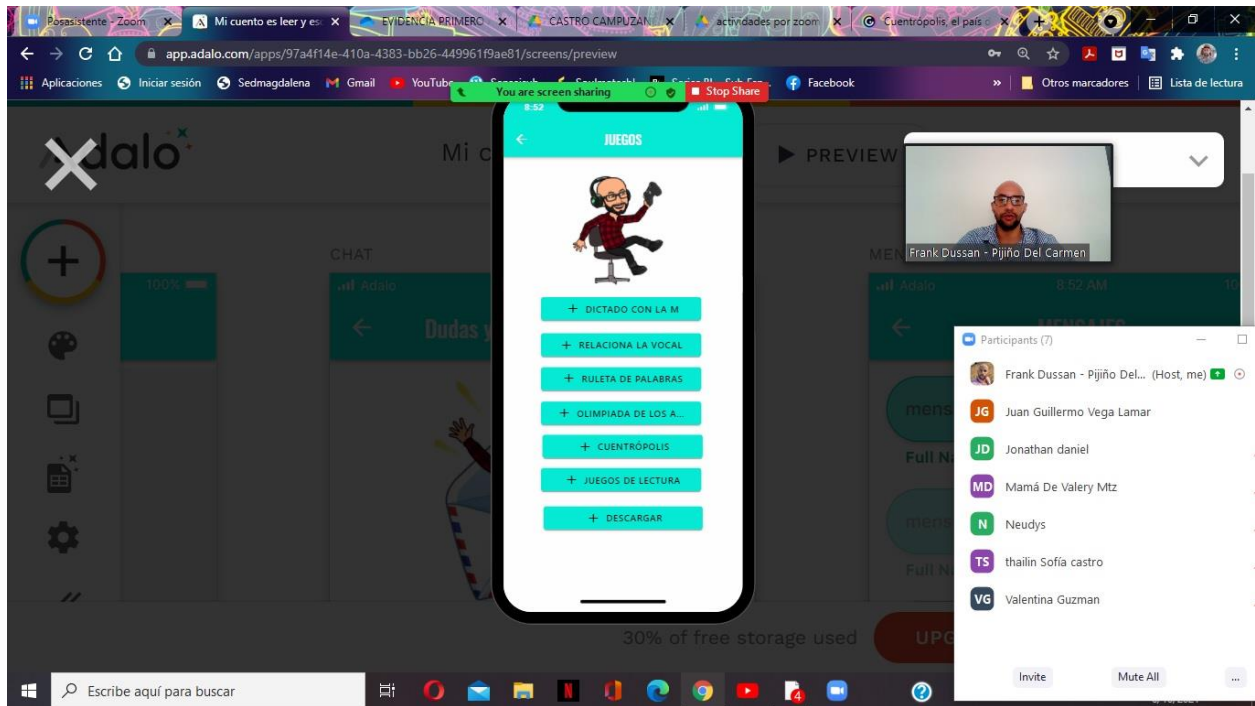 Posasistente - Zoom
Mi cuento es leer y es
EVIDENCIA PRIMERO
CASTRO CAMPUZAN
actividades por zoom
Cuentrópolis, el país
app.adalo.com/apps/97a4f14e-410a-4383-bb26-449961f9ae81/screens/preview
Aplicaciones
Iniciar sesión
Sedmagdalena
Gmail
YouTube
Facebook
»
Otros marcadores
Lista de lectura
You are screen sharing
Stop Share
Adalo
Mi c
PREVIEW
8:52
JUEGOS
+ DICTADO CON LA M
+ RELACIONA LA VOCAL
+ RULETA DE PALABRAS
+ OLIMPIADA DE LOS A...
+ CUENTRÓPOLIS
+ JUEGOS DE LECTURA
+ DESCARGAR
CHAT
100%
Adalo
Dudas y
MEN
Adalo
8:52 AM
10
MENSAJES
mens
Full N
mens
Full N
Frank Dussan - Pijiño Del Carmen
Participants (7)
Frank Dussan - Pijiño Del... (Host, me)
JG Juan Guillermo Vega Lamar
JD Jonathan daniel
MD Mamá De Valery Mtz
N Neudys
TS thailin Sofía castro
VG Valentina Guzman
Invite
Mute All
...
30% of free storage used
UPG
Escribe aquí para buscar